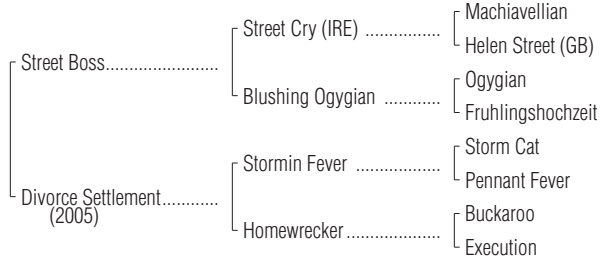 Machiavellian
Street Cry (IRE) ..................
Helen Street (GB)
Street Boss...........................
Ogygian
Blushing Ogygian .............
Fruhlingshochzeit
Storm Cat
Stormin Fever ....................
Pennant Fever
Divorce Settlement.............
(2005)
Buckaroo
Homewrecker......................
Execution